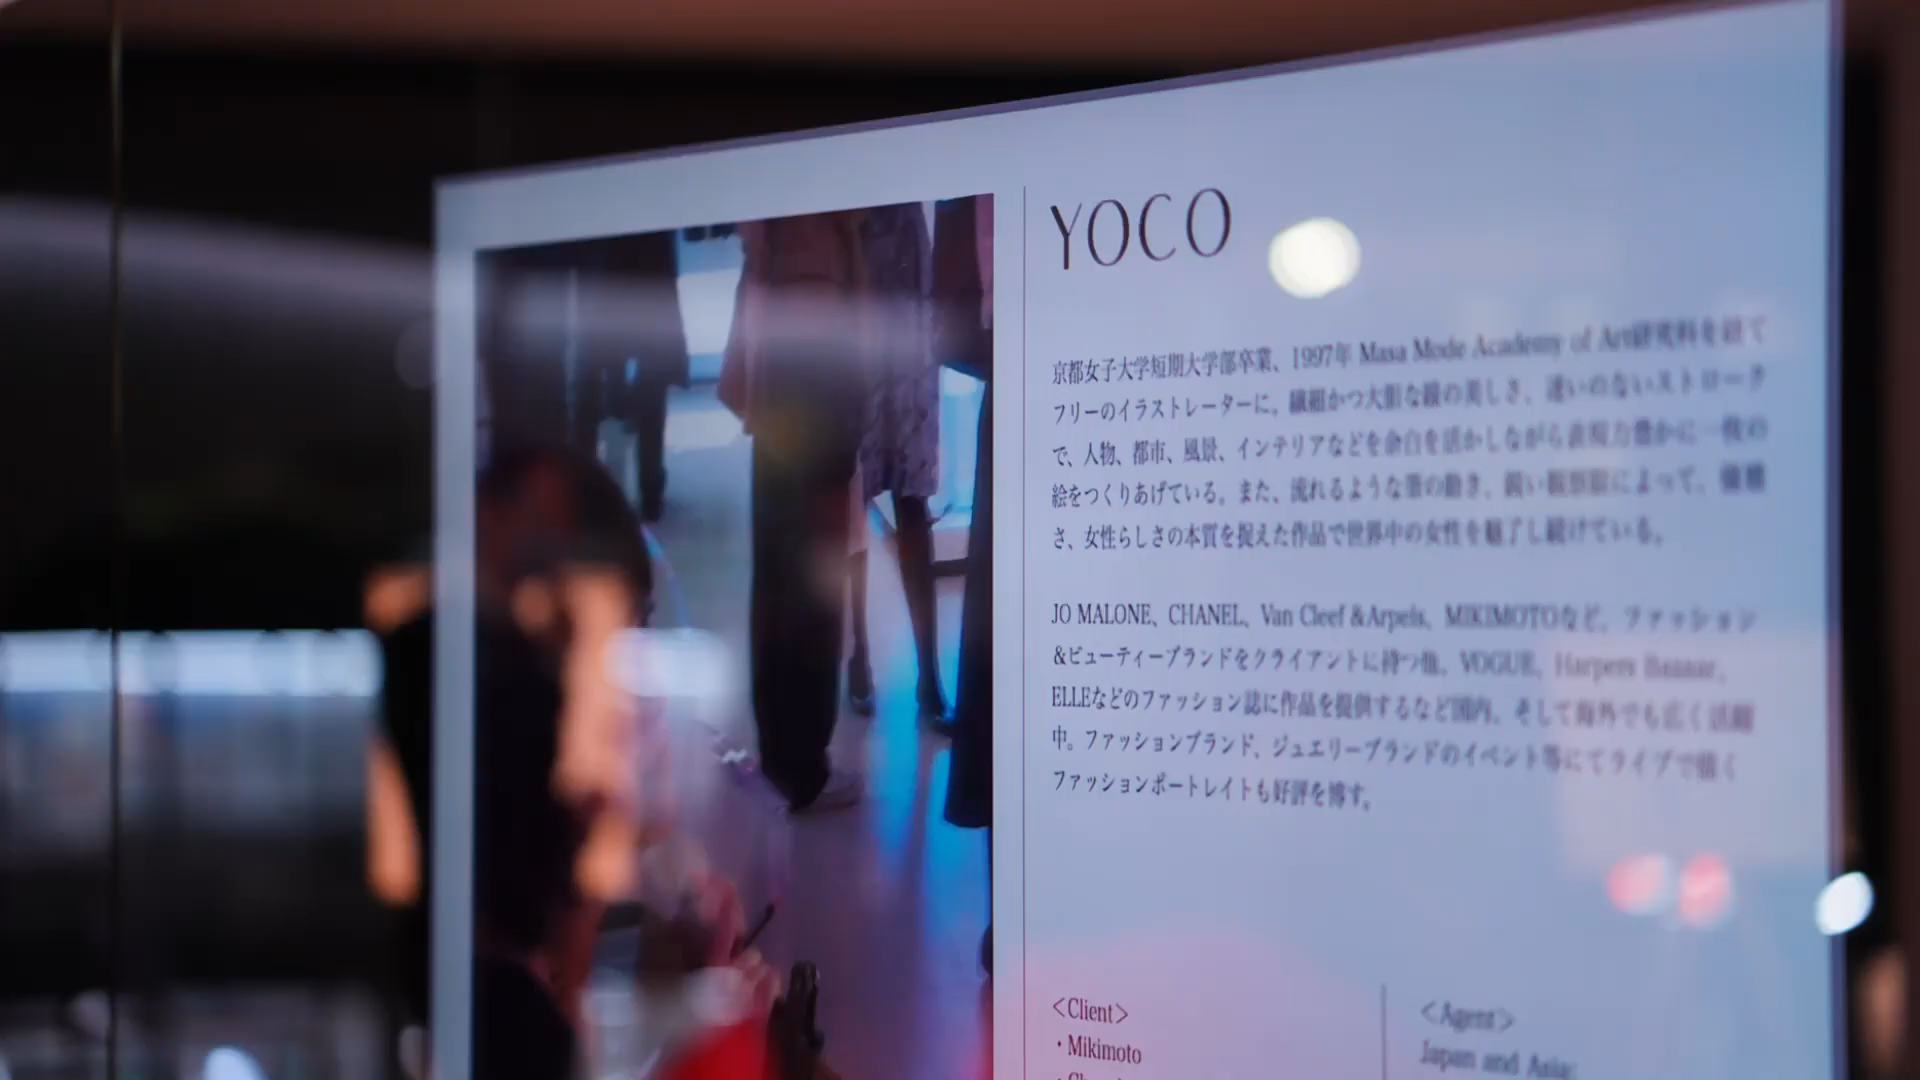 YOCO
京都女子大学短期大学部卒業、1997年 Masa Mode Academy of Art研究科を経て
フリーのイラストレーターに。繊細かつ大胆な線の美しさ、迷いのないストローク
で、人物、都市、風景、インテリアなどを余白を活かしながら表現力豊かに一枚の
絵をつくりあげている。また、流れるような筆の動き、鋭い観察眼によって、優雅
さ、女性らしさの本質を捉えた作品で世界中の女性を魅了し続けている。
JO MALONE、CHANEL、Van Cleef &Arpels、MIKIMOTOなど、ファッション
&ビューティーブランドをクライアントに持つ他、VOGUE、Harpers Bazaar、
ELLEなどのファッション誌に作品を提供するなど国内、そして海外でも広く活躍
中。ファッションブランド、ジュエリーブランドのイベント等にてライブで描く
ファッションポートレイトも好評を博す。
<Client>
・Mikimoto
<Agent>
Japan and Asia: